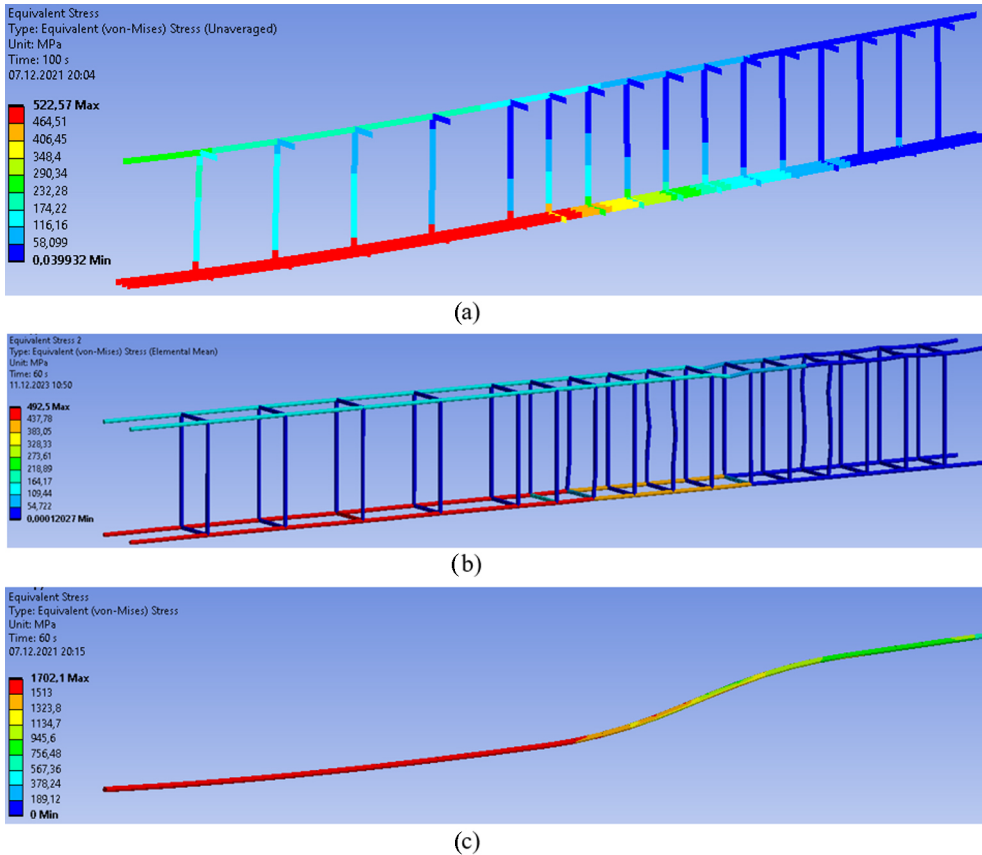 Equivalent Stress
Type: Equivalent (von-Mises) Stress (Unaveraged)
Unit: MPa
Time: 100 s
07.12.2021 20:04
522,57 Max
464,51
406,45
348,4
290,34
232,28
174,22
116,16
58,099
0,039932 Min
(a)
Equivalent Stress 2
Type: Equivalent (von-Mises) Stress (Elemental Mean)
Unit: MPa
Time: 60 s
11.12.2023 10:50
492,5 Max
437,78
383,05
328,33
273,61
218,89
164,17
109,44
54,722
0,00012027 Min
(b)
Equivalent Stress
Type: Equivalent (von-Mises) Stress
Unit: MPa
Time: 60 s
07.12.2021 20:15
1702,1 Max
1513
1323,8
1134,7
945,6
756,48
567,36
378,24
189,12
0 Min
(c)